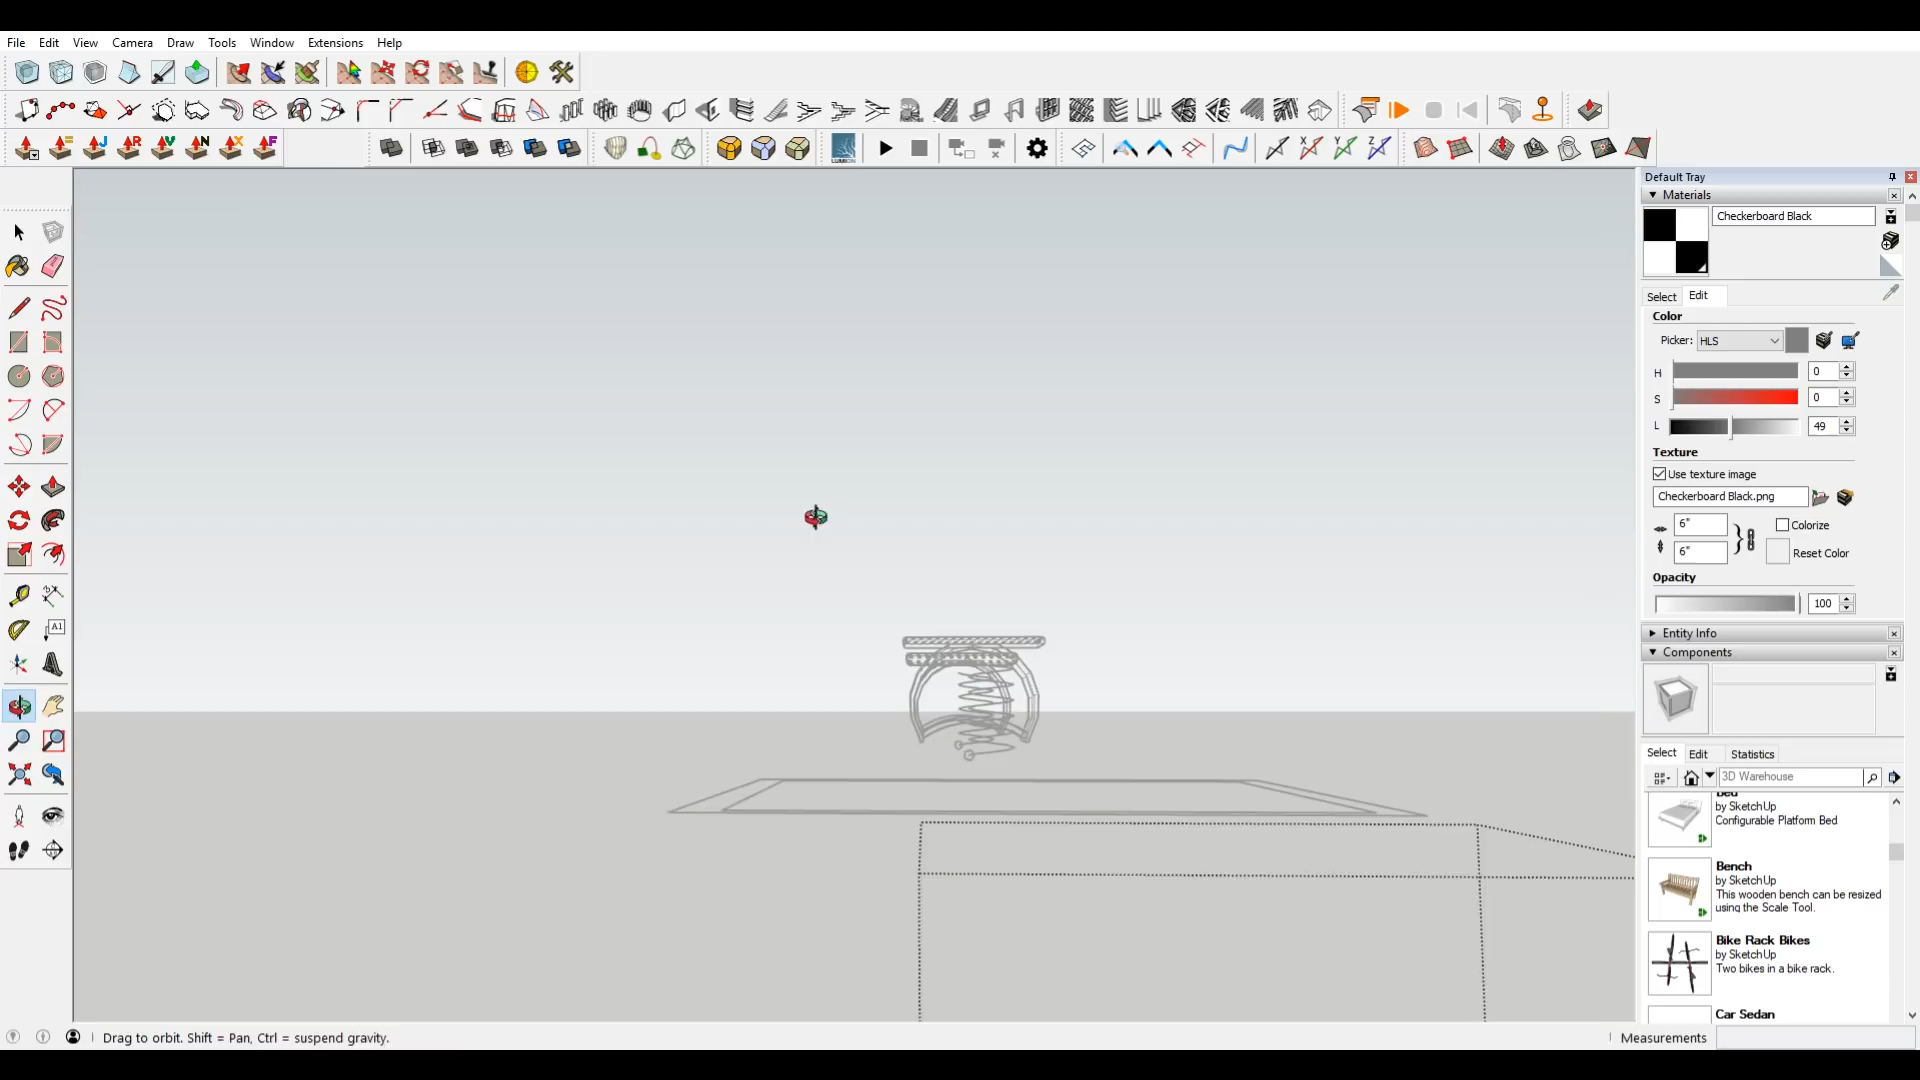 File Edit View Camera Draw Tools Window Extensions Help
J R V N X F
LUMION
X Y Z
Default Tray
Materials
Checkerboard Black
Select Edit
Color
Picker: HLS
H 0
S 0
L 49
Texture
Use texture image
Checkerboard Black.png
6"
Colorize
6"
Reset Color
Opacity
100
A1
Entity Info
Components
Select Edit Statistics
3D Warehouse
Bed
by SketchUp
Configurable Platform Bed
Bench
by SketchUp
This wooden bench can be resized
using the Scale Tool.
Bike Rack Bikes
by SketchUp
Two bikes in a bike rack.
Car Sedan
Drag to orbit. Shift = Pan, Ctrl = suspend gravity.
Measurements